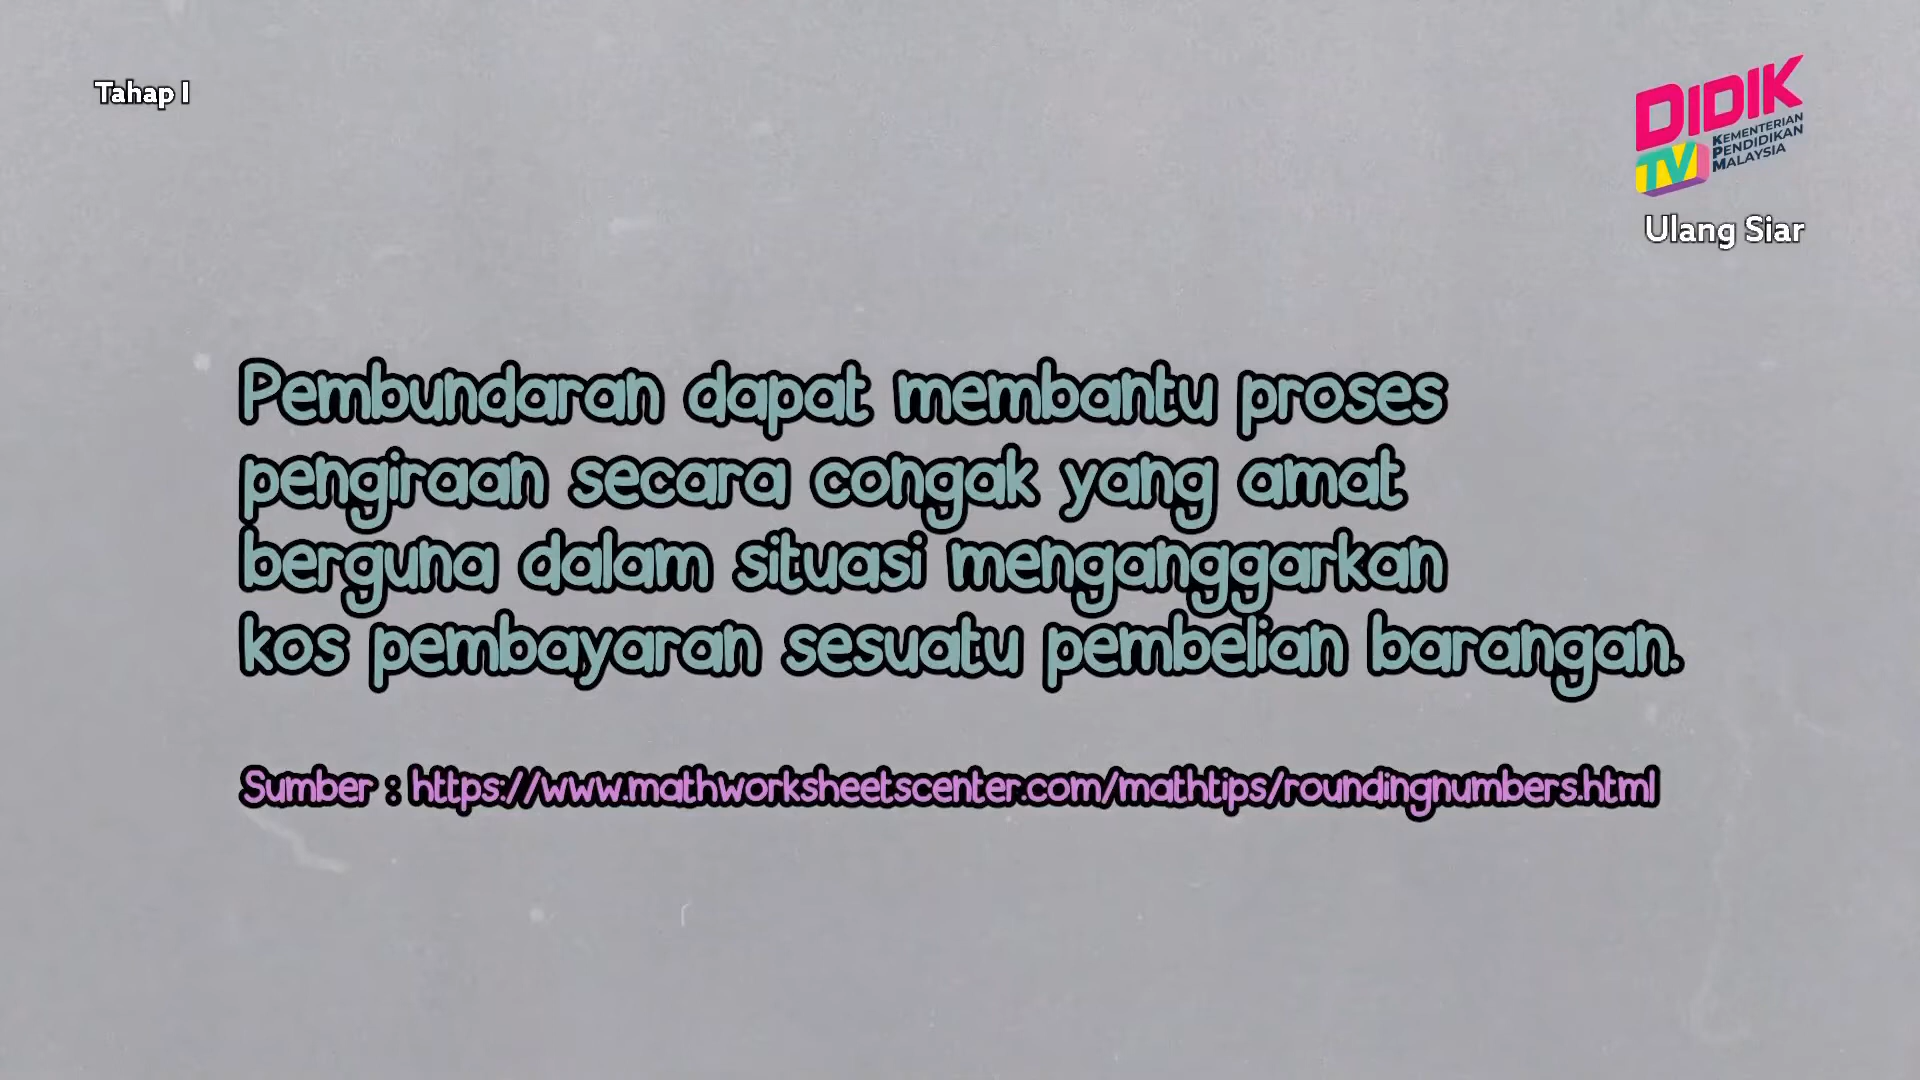 Tahap I
DIDIK
TV
KEMENTERIAN
PENDIDIKAN
MALAYSIA
Ulang Siar
Pembundaran dapat membantu proses
pengiraan secara congak yang amat
berguna dalam situasi menganggarkan
kos pembayaran sesuatu pembelian barangan.
Sumber : https://www.mathworksheetscenter.com/mathtips/roundingnumbers.html